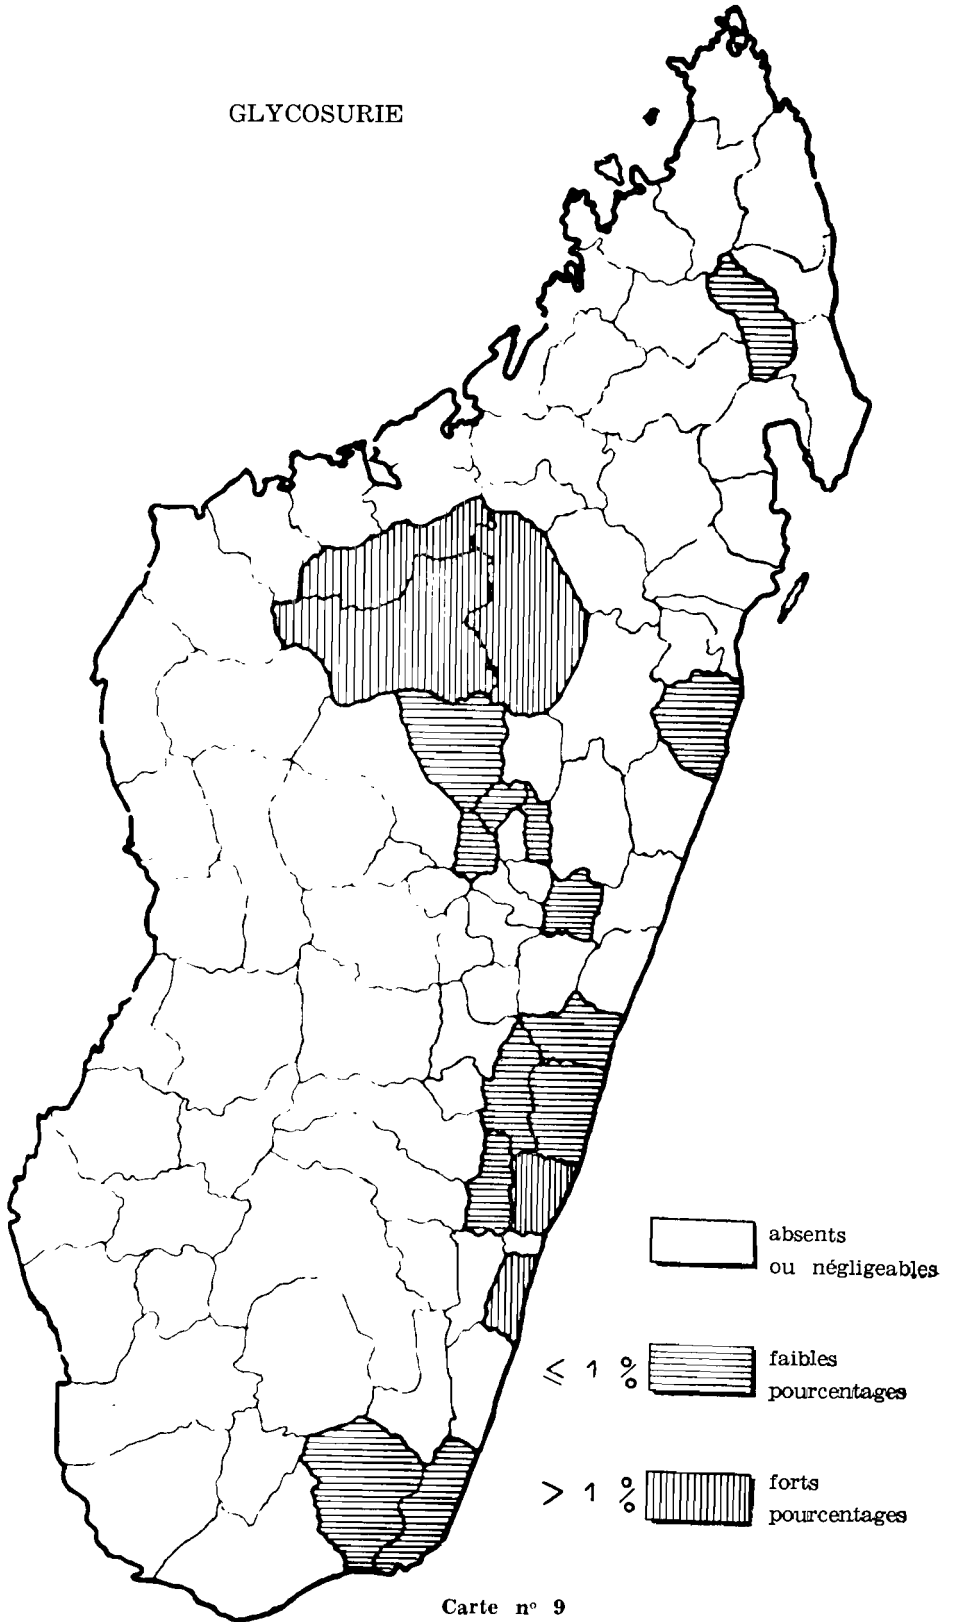 GLYCOSURIE
absents
ou négligeables
≤ 1 %
faibles
pourcentages
> 1 %
forts
pourcentages
Carte n° 9